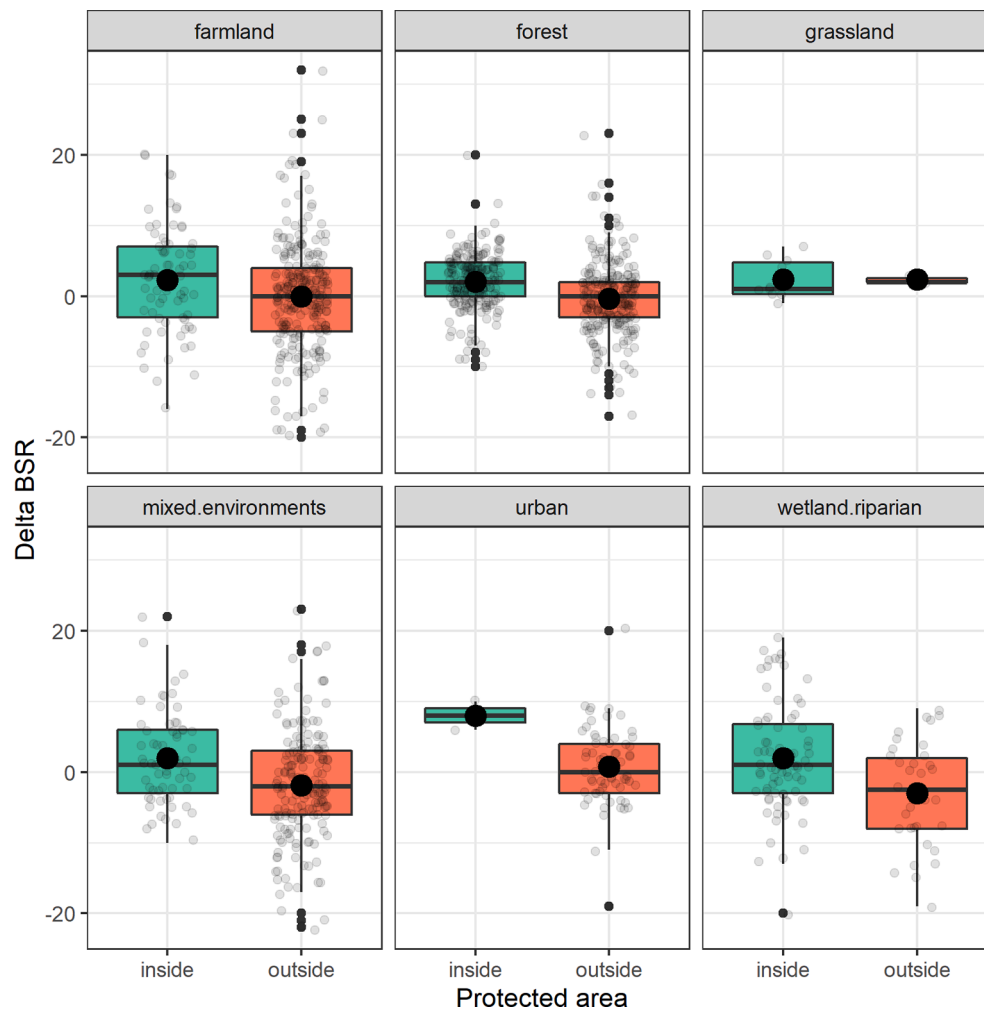 farmland forest grassland
20
0
-20
mixed.environments urban wetland.riparian
20
0
-20
Delta BSR
inside outside inside outside inside outside
Protected area